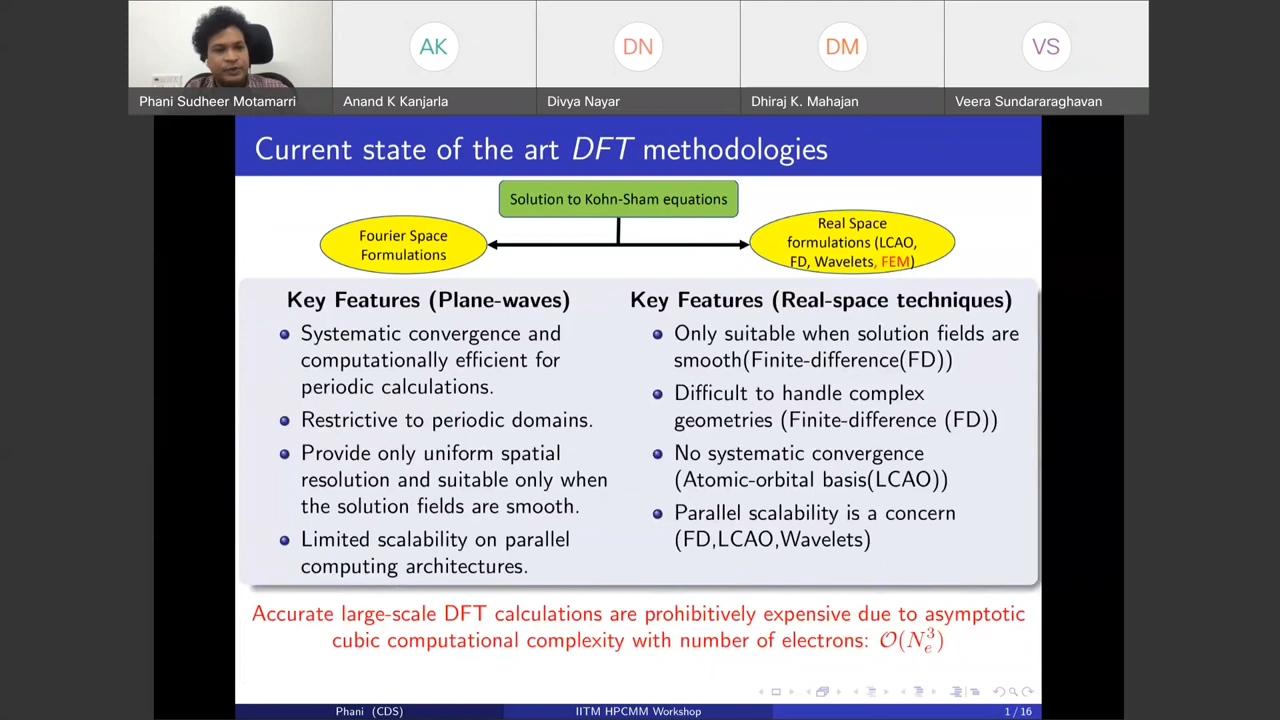 AK
DN
DM
VS
Phani Sudheer Motamarri
Anand K Kanjarla
Divya Nayar
Dhiraj K. Mahajan
Veera Sundararaghavan
Current state of the art DFT methodologies
Solution to Kohn-Sham equations
Fourier Space
Formulations
Real Space
formulations (LCAO,
FD, Wavelets, FEM)
Key Features (Plane-waves)
Systematic convergence and
computationally efficient for
periodic calculations.
Restrictive to periodic domains.
Provide only uniform spatial
resolution and suitable only when
the solution fields are smooth.
Limited scalability on parallel
computing architectures.
Key Features (Real-space techniques)
Only suitable when solution fields are
smooth(Finite-difference(FD))
Difficult to handle complex
geometries (Finite-difference (FD))
No systematic convergence
(Atomic-orbital basis(LCAO))
Parallel scalability is a concern
(FD,LCAO,Wavelets)
Accurate large-scale DFT calculations are prohibitively expensive due to asymptotic
cubic computational complexity with number of electrons: 𝒪(Nₑ³)
Phani (CDS)
IITM HPCMM Workshop
1 / 16